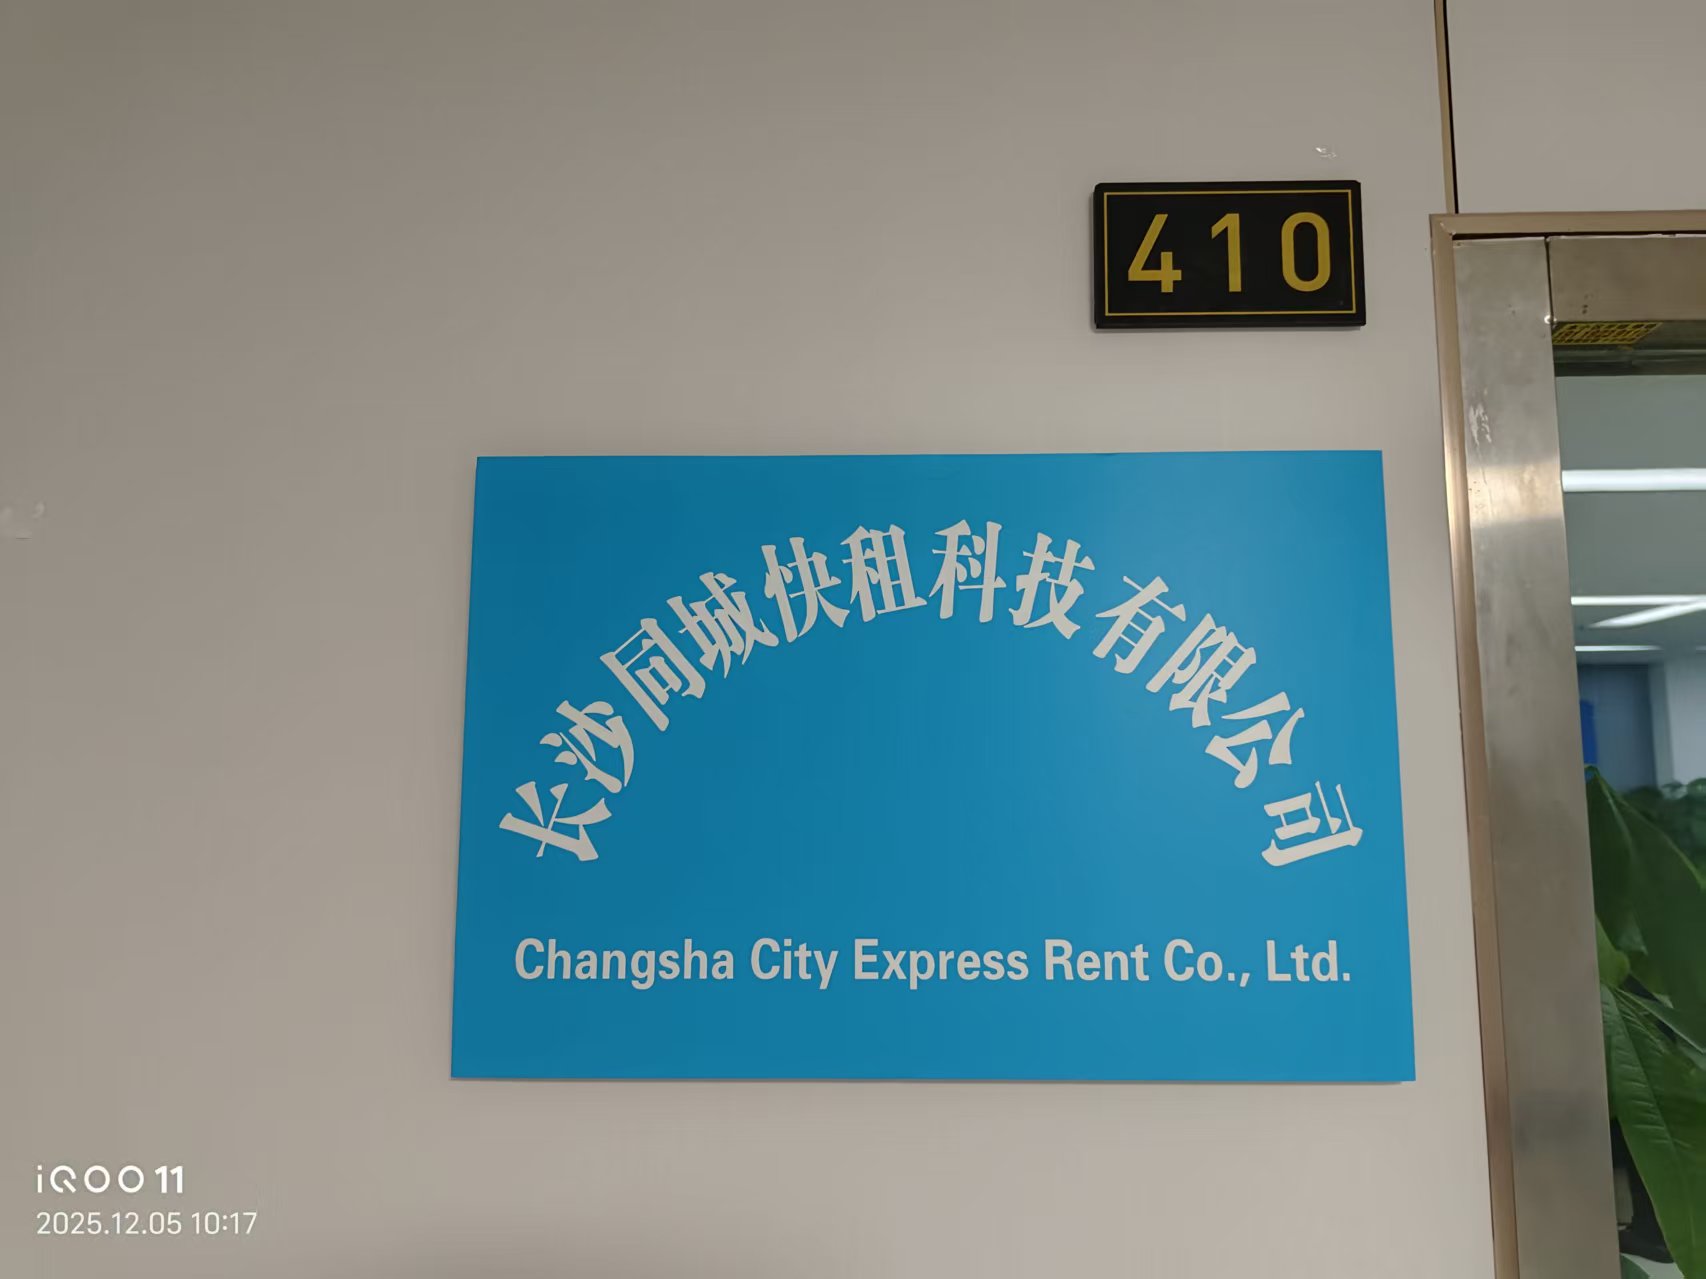 410
长沙同城快租科技有限公司
Changsha City Express Rent Co., Ltd.
iQOO 11
2025.12.05 10:17